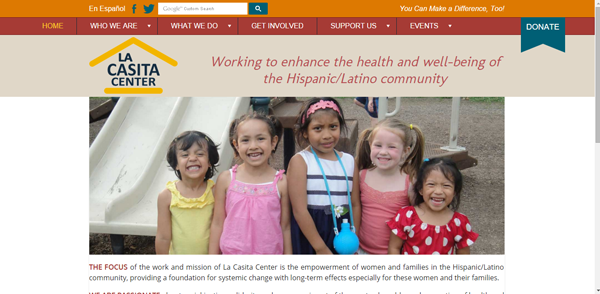 En Español Google™ Custom Search You Can Make a Difference, Too!
HOME WHO WE ARE WHAT WE DO GET INVOLVED SUPPORT US EVENTS DONATE
LA
CASITA
CENTER
Working to enhance the health and well-being of
the Hispanic/Latino community
THE FOCUS of the work and mission of La Casita Center is the empowerment of women and families in the Hispanic/Latino
community, providing a foundation for systemic change with long-term effects especially for these women and their families.